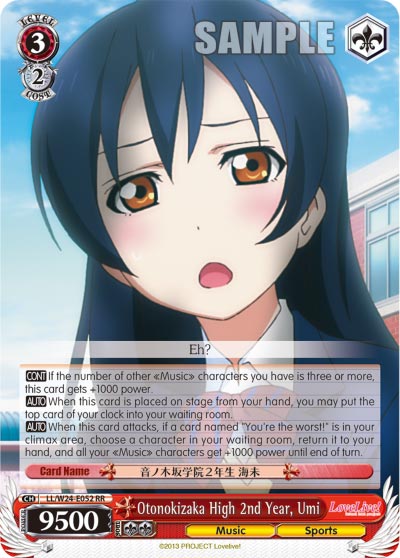 LEVEL
3
2
COST
SAMPLE
Eh?
CONT If the number of other «Music» characters you have is three or more,
this card gets +1000 power.
AUTO When this card is placed on stage from your hand, you may put the
top card of your clock into your waiting room.
AUTO When this card attacks, if a card named "You're the worst!" is in your
climax area, choose a character in your waiting room, return it to your
hand, and all your «Music» characters get +1000 power until end of turn.
Card Name 音ノ木坂学院2年生 海未
CH LL/W24-E052 RR
POWER 9500 SOUL
Otonokizaka High 2nd Year, Umi
LoveLive!
Music Sports
©2013 PROJECT Lovelive!